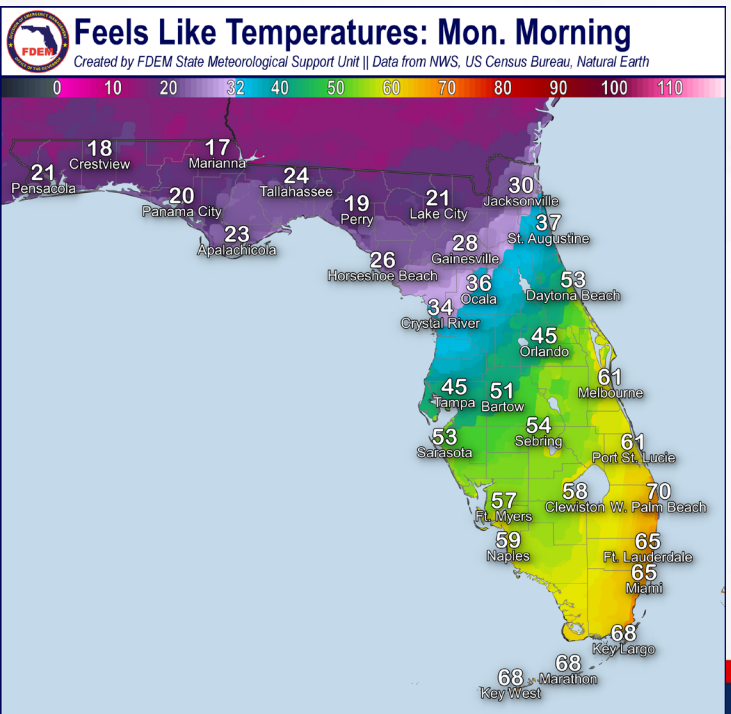 Feels Like Temperatures: Mon. Morning
Created by FDEM State Meteorological Support Unit || Data from NWS, US Census Bureau, Natural Earth
FDEM
0 10 20 32 40 50 60 70 80 90 100 110
18
Crestview
17
Marianna
21
Pensacola
24
Tallahassee
20
Panama City
19
Perry
21
Lake City
30
Jacksonville
23
Apalachicola
37
St. Augustine
28
Gainesville
26
Horseshoe Beach
36
Ocala
53
Daytona Beach
34
Crystal River
45
Orlando
45
Tampa
51
Bartow
61
Melbourne
53
Sarasota
54
Sebring
61
Port St. Lucie
57
Ft. Myers
58
Clewiston
70
W. Palm Beach
59
Naples
65
Ft. Lauderdale
65
Miami
68
Key Largo
68
Marathon
68
Key West